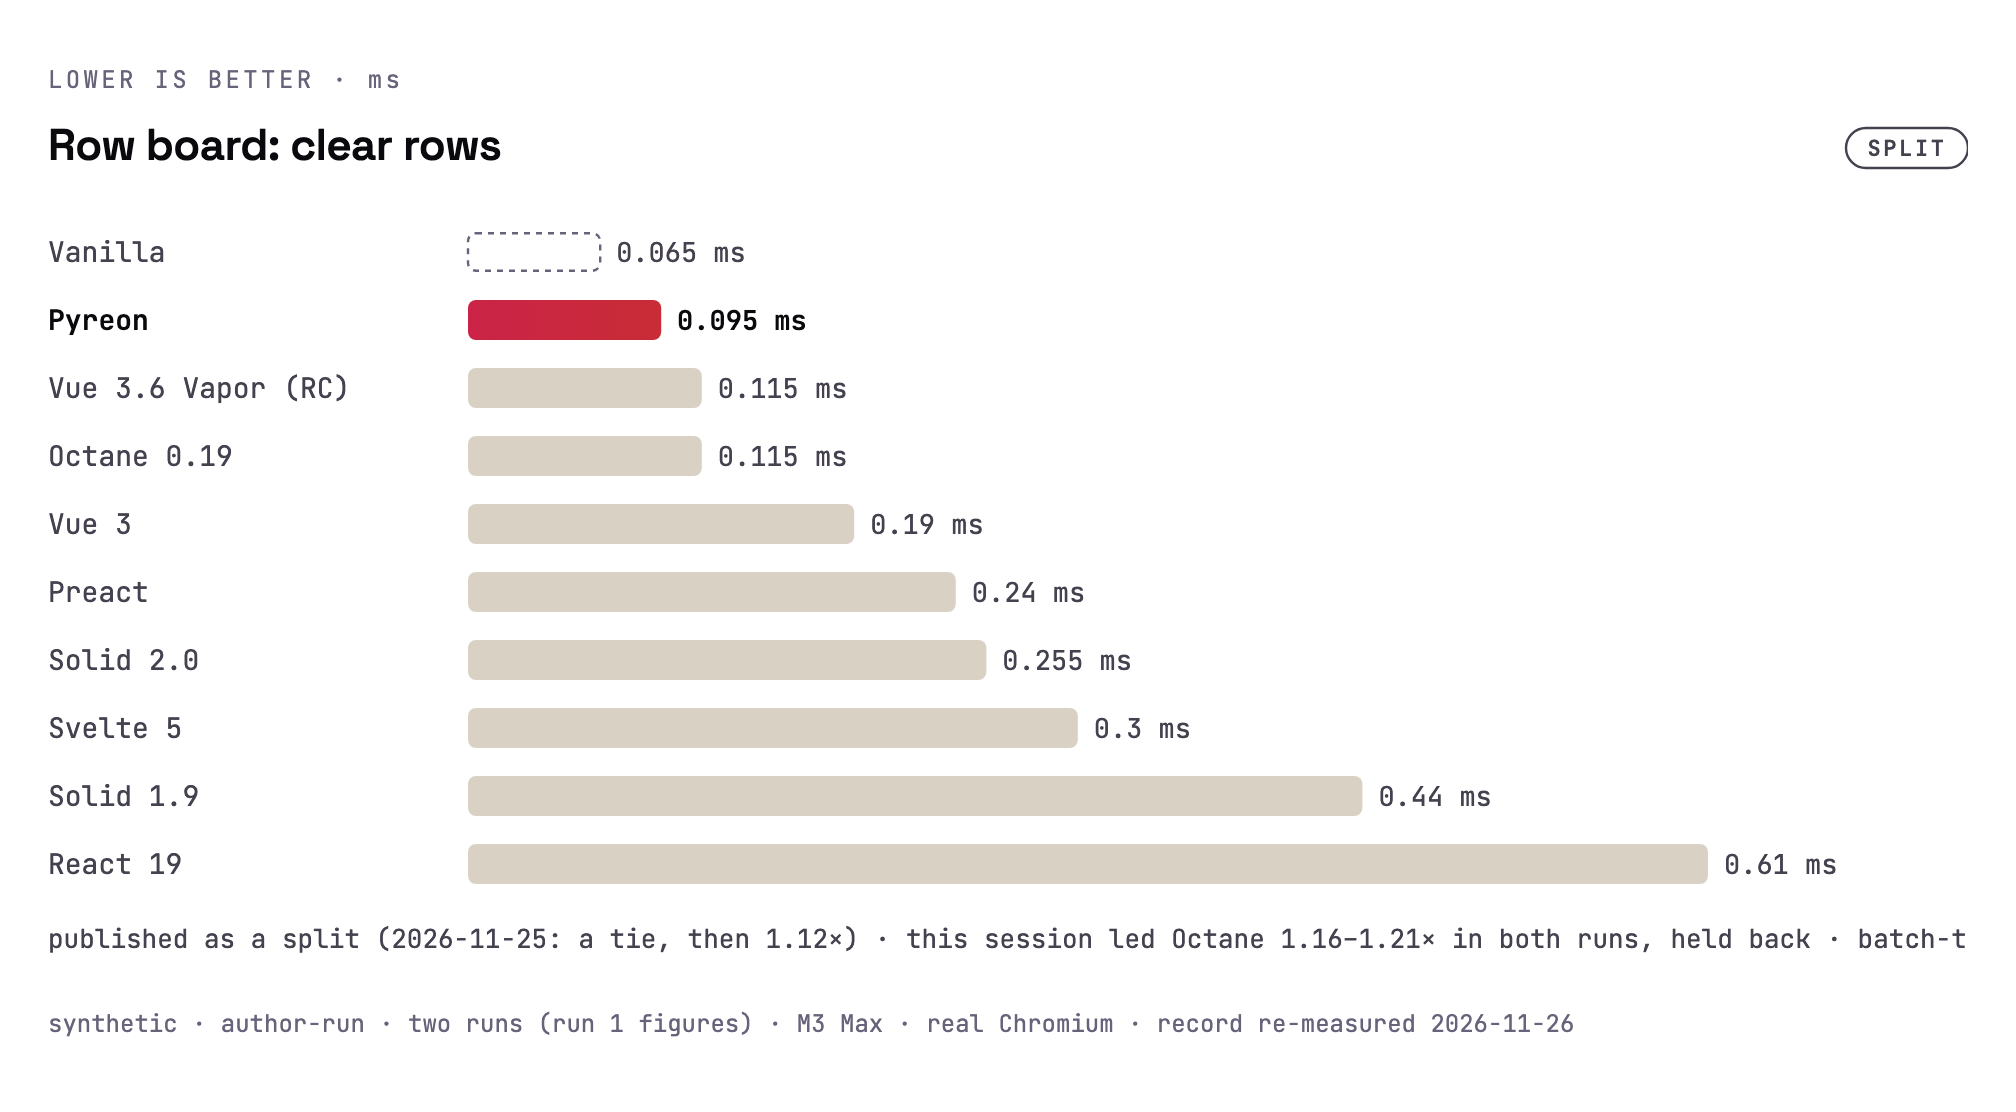 LOWER IS BETTER · ms
Row board: clear rows
SPLIT
Vanilla 0.065 ms
Pyreon 0.095 ms
Vue 3.6 Vapor (RC) 0.115 ms
Octane 0.19 0.115 ms
Vue 3 0.19 ms
Preact 0.24 ms
Solid 2.0 0.255 ms
Svelte 5 0.3 ms
Solid 1.9 0.44 ms
React 19 0.61 ms
published as a split (2026-11-25: a tie, then 1.12×) · this session led Octane 1.16–1.21× in both runs, held back · batch-t
synthetic · author-run · two runs (run 1 figures) · M3 Max · real Chromium · record re-measured 2026-11-26